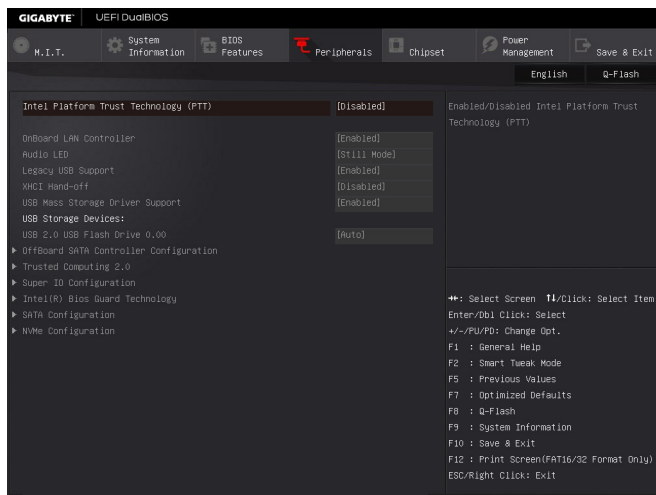 GIGABYTE™ UEFI DualBIOS
M.I.T.
System Information
BIOS Features
Peripherals
Chipset
Power Management
Save & Exit
English Q-Flash
Intel Platform Trust Technology (PTT) [Disabled]
OnBoard LAN Controller [Enabled]
Audio LED [Still Mode]
Legacy USB Support [Enabled]
XHCI Hand-off [Disabled]
USB Mass Storage Driver Support [Enabled]
USB Storage Devices:
USB 2.0 USB Flash Drive 0.00 [Auto]
OffBoard SATA Controller Configuration
Trusted Computing 2.0
Super IO Configuration
Intel(R) Bios Guard Technology
SATA Configuration
NVMe Configuration
Enabled/Disabled Intel Platform Trust
Technology (PTT)
→←: Select Screen ↑↓/Click: Select Item
Enter/Dbl Click: Select
+/-/PU/PD: Change Opt.
F1 : General Help
F2 : Smart Tweak Mode
F5 : Previous Values
F7 : Optimized Defaults
F8 : Q-Flash
F9 : System Information
F10 : Save & Exit
F12 : Print Screen(FAT16/32 Format Only)
ESC/Right Click: Exit